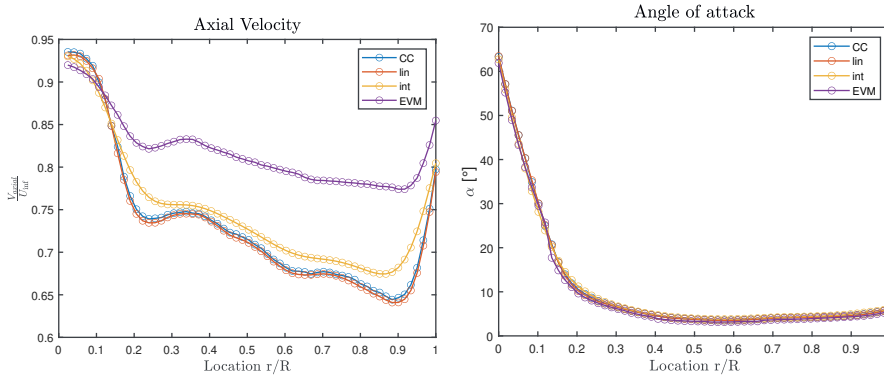 Axial Velocity
0.95
0.9
0.85
0.8
0.75
0.7
0.65
0.6
0
0.1
0.2
0.3
0.4
0.5
0.6
0.7
0.8
0.9
1
V_axial / U_inf
Location r/R
CC
lin
int
EVM
Angle of attack
70
60
50
40
30
20
10
0
0
0.1
0.2
0.3
0.4
0.5
0.6
0.7
0.8
0.9
α [°]
Location r/R
CC
lin
int
EVM